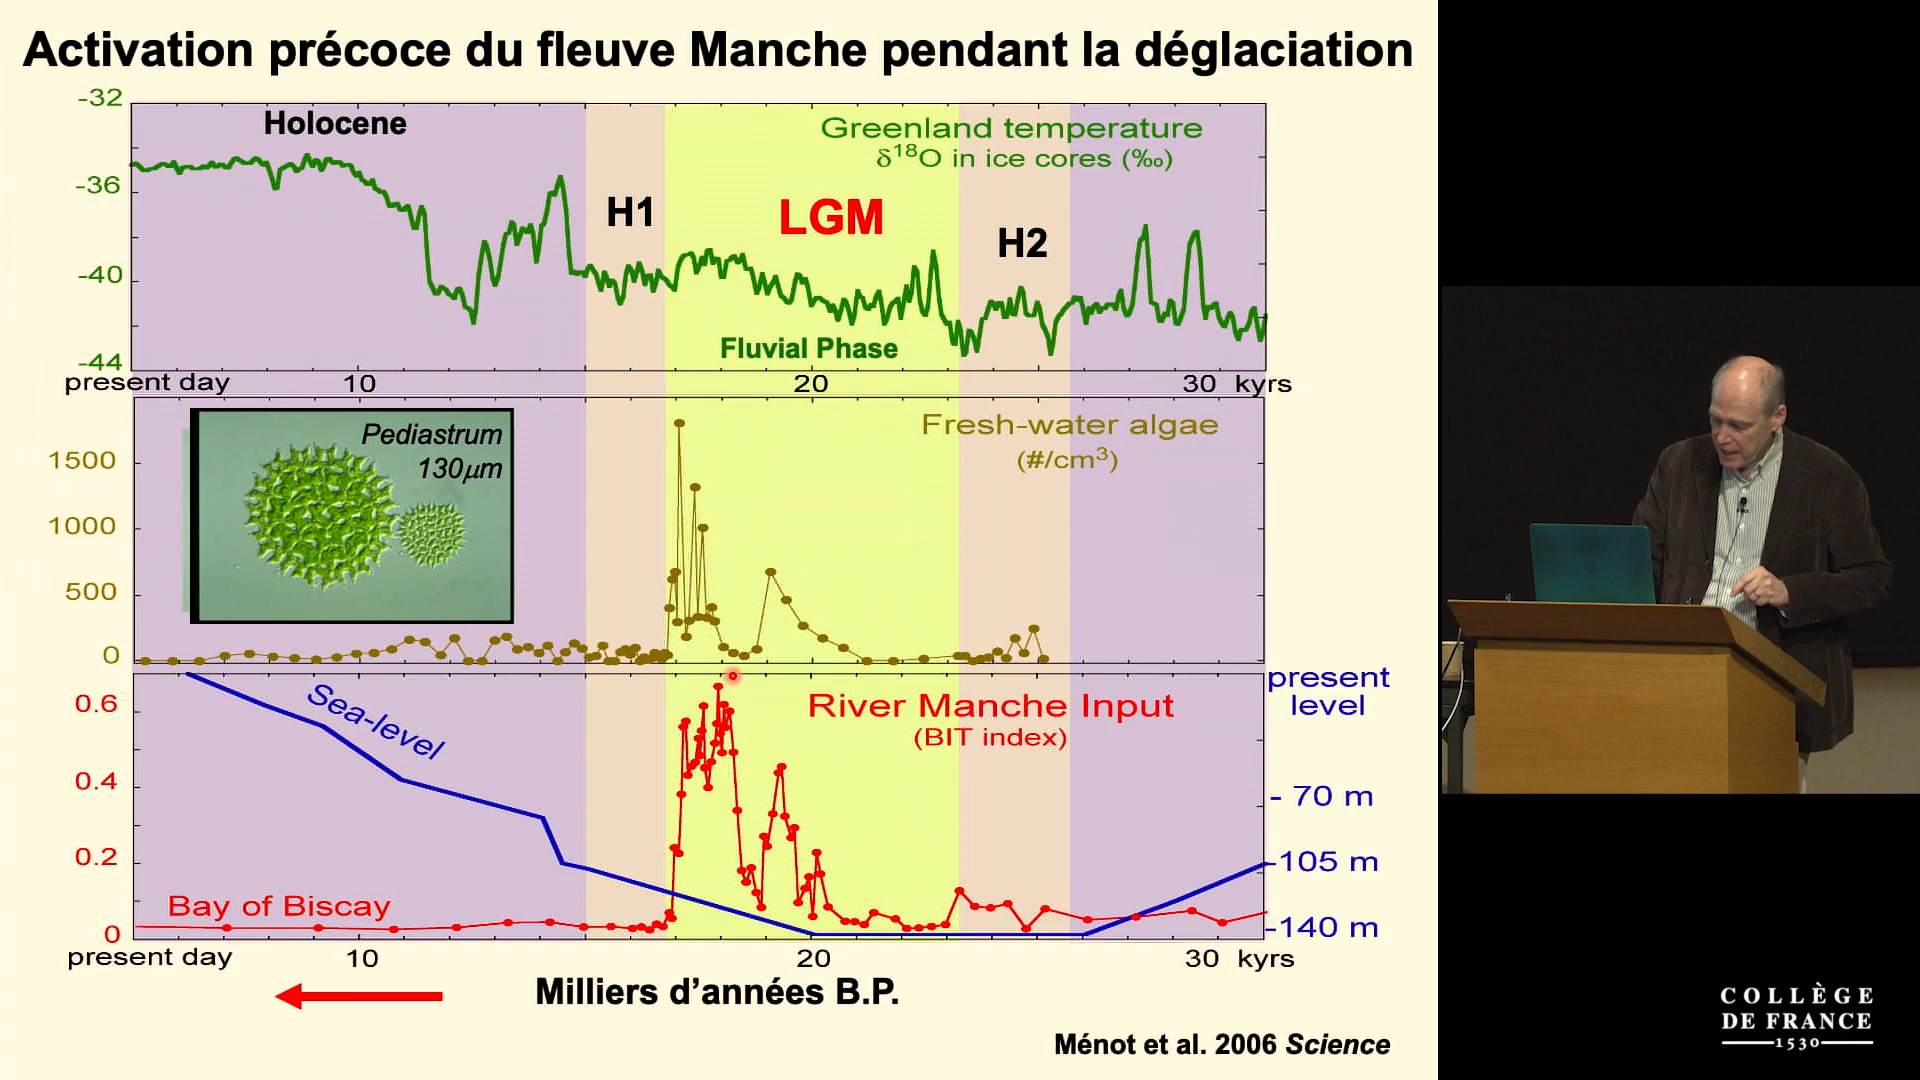 Activation précoce du fleuve Manche pendant la déglaciation
-32
-36
-40
-44
Holocene
Greenland temperature
δ18O in ice cores (‰)
H1
LGM
H2
Fluvial Phase
present day
10
20
30 kyrs
1500
1000
500
0
Pediastrum
130µm
Fresh-water algae
(#/cm3)
0.6
0.4
0.2
0
Sea-level
River Manche Input
(BIT index)
Bay of Biscay
present
level
- 70 m
-105 m
-140 m
present day
10
20
30 kyrs
Milliers d’années B.P.
Ménot et al. 2006 Science
COLLÈGE
DE FRANCE
1530